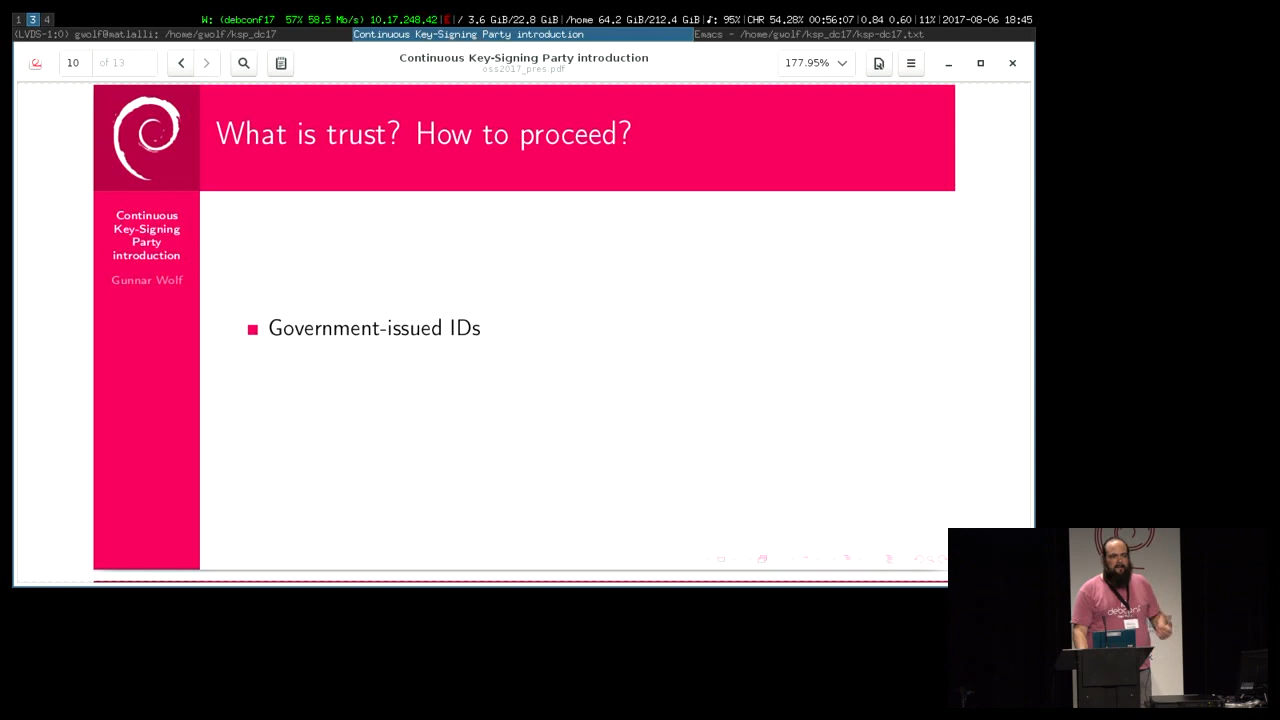 1 3 4
W: (debconf17 57% 58.5 Mb/s) 10.17.248.42 / 3.6 GiB/22.8 GiB|/home 64.2 GiB/212.4 GiB|♪: 95%|CHR 54.28% 00:56:07|0.84 0.60|11%|2017-08-06 18:45
(LVDS-1:0) gwolf@matlalli: /home/gwolf/ksp_dc17
Continuous Key-Signing Party introduction
Emacs - /home/gwolf/ksp_dc17/ksp-dc17.txt
10 of 13
Continuous Key-Signing Party introduction
oss2017_pres.pdf
177.95%
What is trust? How to proceed?
Continuous
Key-Signing
Party
introduction
Gunnar Wolf
Government-issued IDs